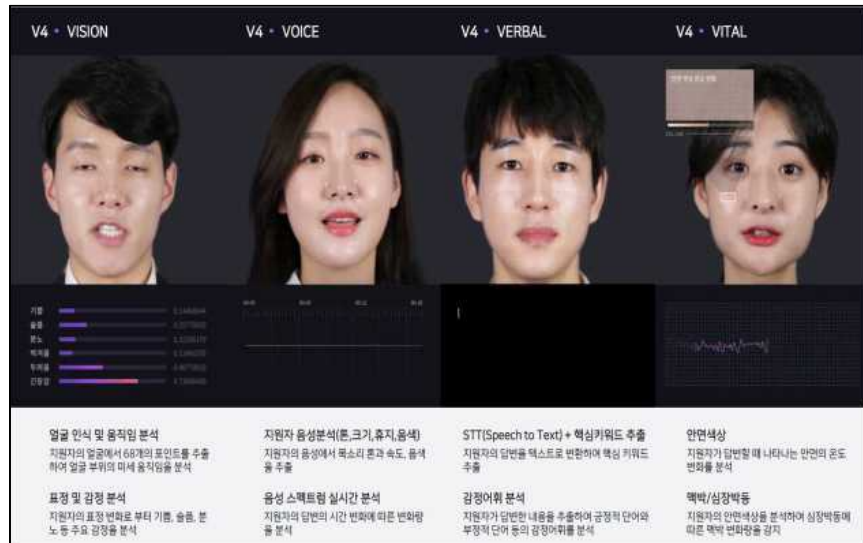 V4 • VISION
V4 • VOICE
V4 • VERBAL
V4 • VITAL
기쁨
슬픔
분노
긴장감
얼굴 인식 및 움직임 분석
지원자의 얼굴에서 68개의 포인트를 추출
하여 얼굴 부위의 미세 움직임을 분석
표정 및 감정 분석
지원자의 표정 변화로 부터 기쁨, 슬픔, 분
노 등 주요 감정을 분석
지원자 음성분석(톤,크기,휴지,음색)
지원자의 음성에서 목소리 톤과 속도, 음색
을 추출
음성 스펙트럼 실시간 분석
지원자의 답변의 시간 변화에 따른 변화량
을 분석
STT(Speech to Text) + 핵심키워드 추출
지원자의 답변을 텍스트로 변환하여 핵심 키워드
추출
감정어휘 분석
지원자가 답변한 내용을 추출하여 긍정적 단어와
부정적 단어 등의 감정어휘를 분석
안면색상
지원자가 답변할 때 나타나는 안면의 온도
변화를 분석
맥박/심장박동
지원자의 안면색상을 분석하여 심장박동에
따른 맥박 변화량을 감지